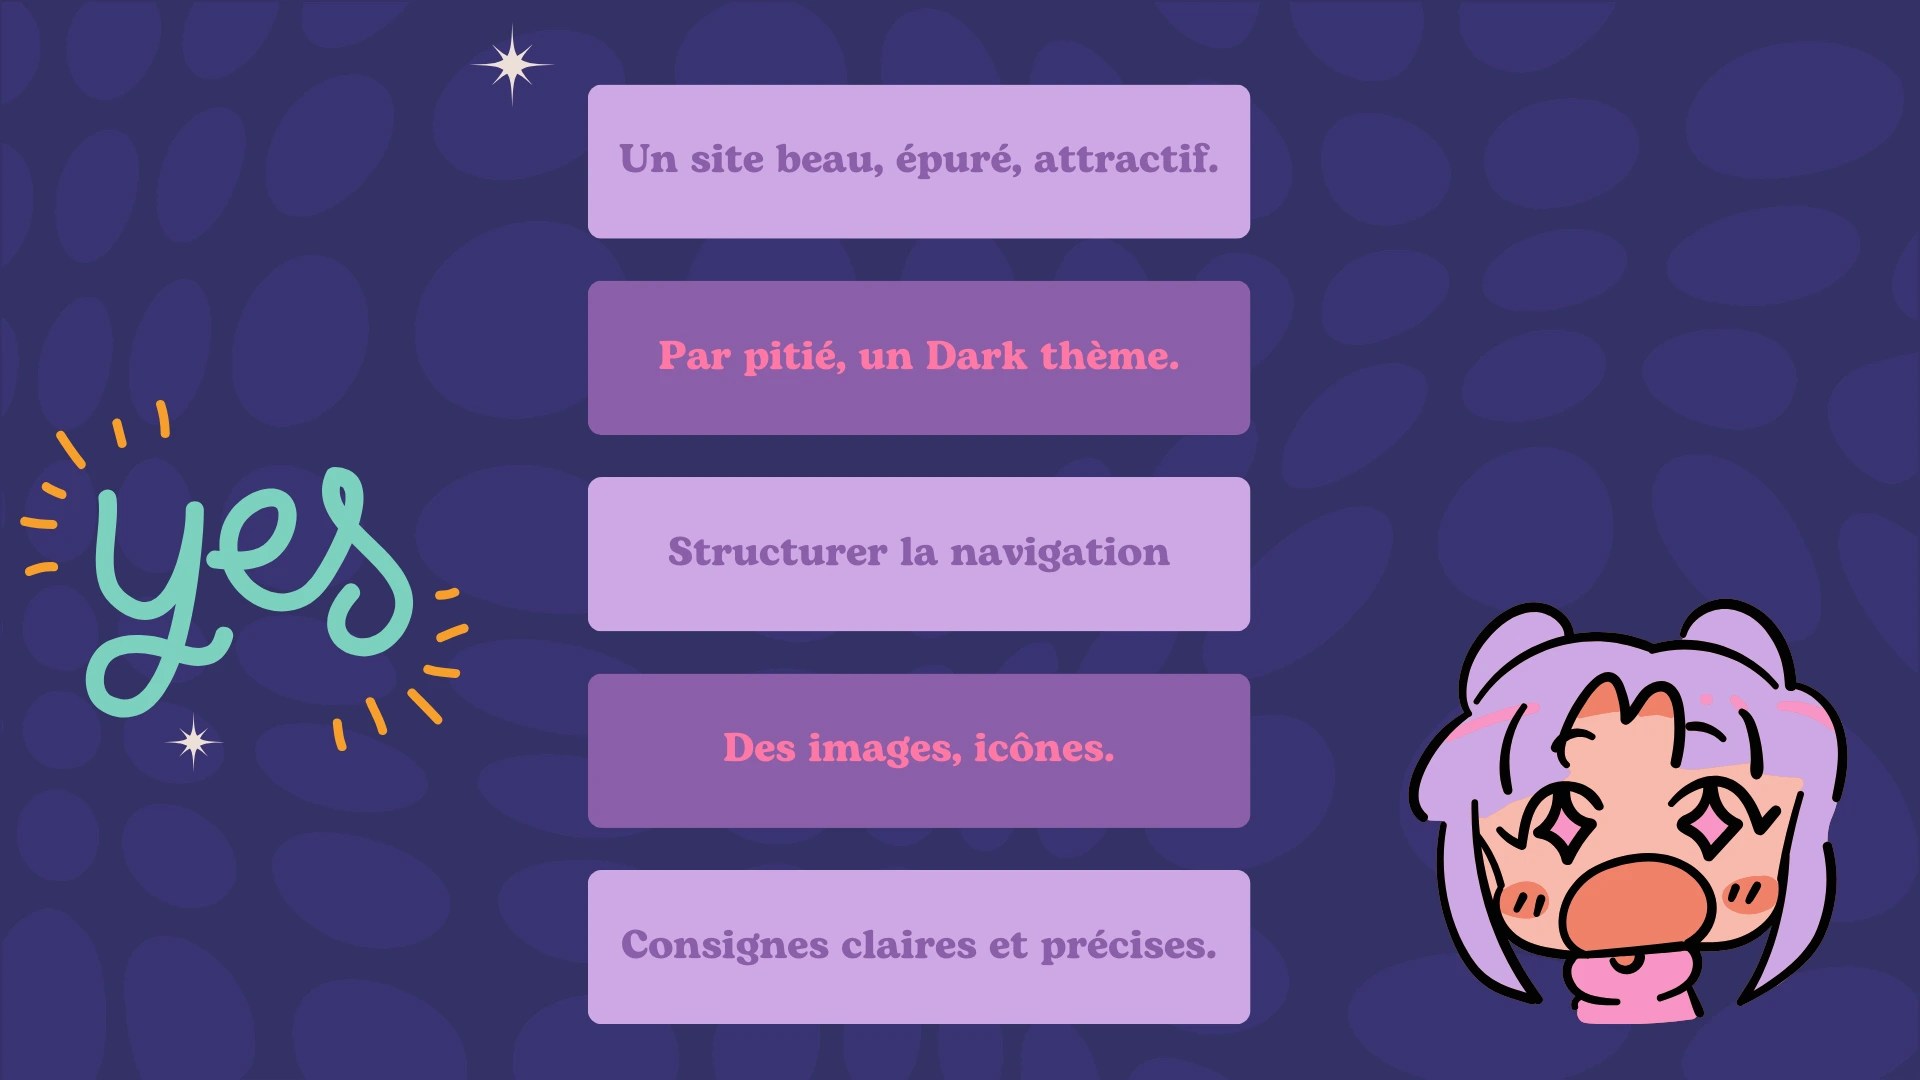 Un site beau, épuré, attractif.
Par pitié, un Dark thème.
yes
Structurer la navigation
Des images, icônes.
Consignes claires et précises.